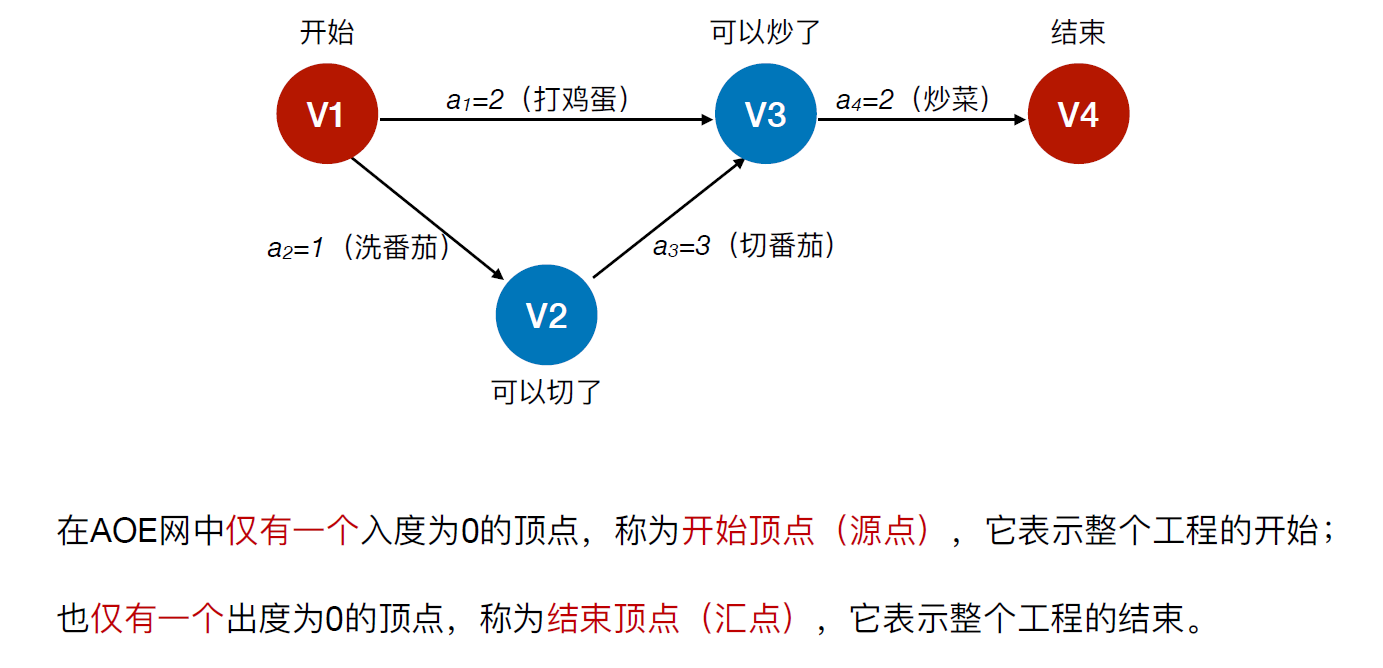 开始 可以炒了 结束
a₁=2（打鸡蛋） a₄=2（炒菜）
V1 V3 V4
a₂=1（洗番茄） a₃=3（切番茄）
V2
可以切了
在AOE网中仅有一个入度为0的顶点，称为开始顶点（源点），它表示整个工程的开始；
也仅有一个出度为0的顶点，称为结束顶点（汇点），它表示整个工程的结束。